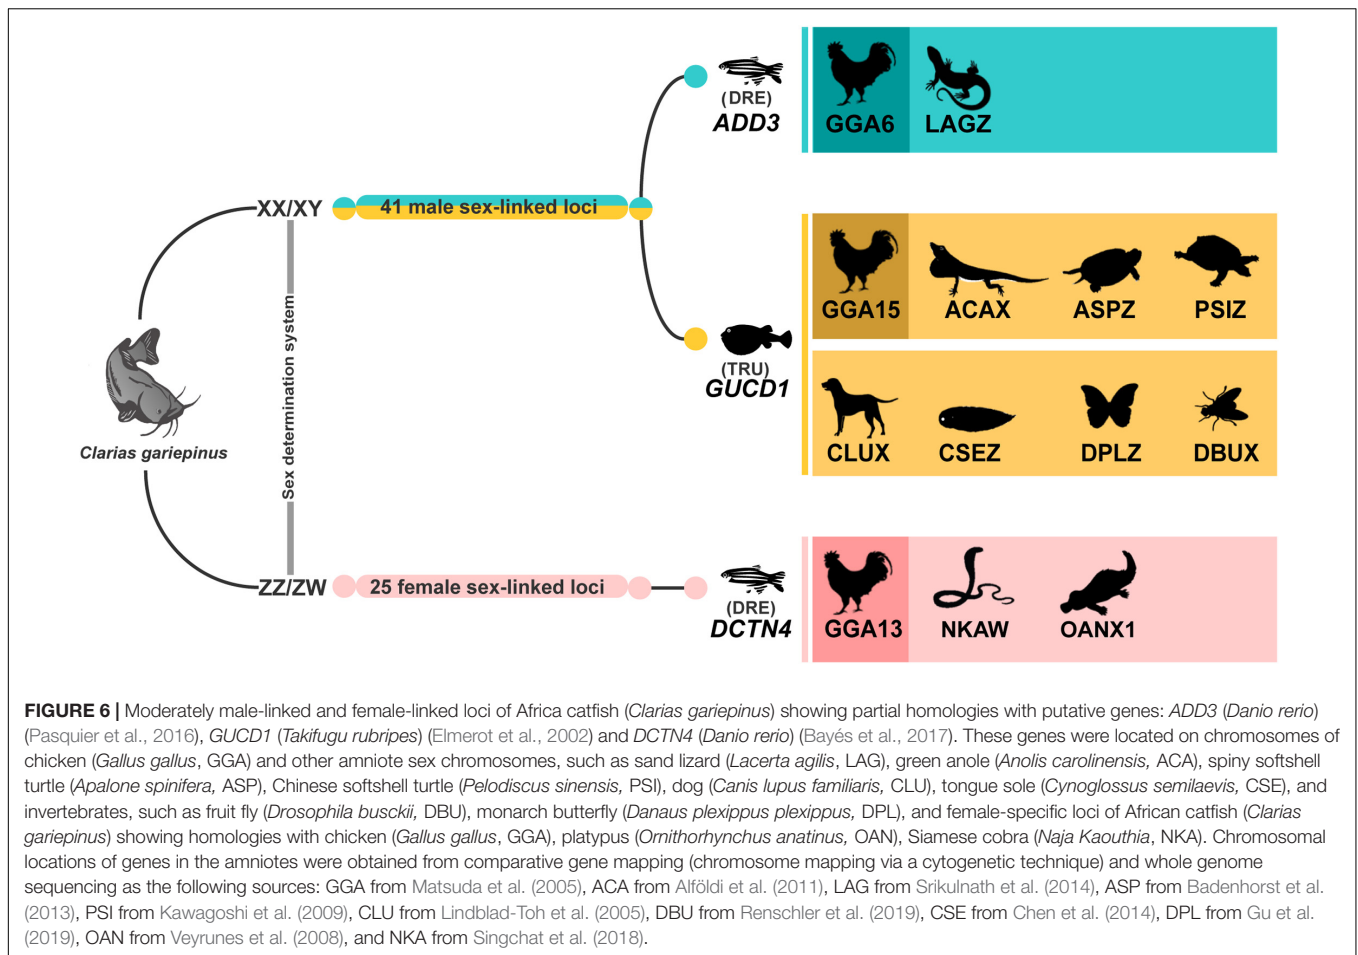 (DRE)
ADD3
GGA6 LAGZ
XX/XY 41 male sex-linked loci
GGA15 ACAX ASPZ PSIZ
(TRU)
GUCD1
Sex determination system
Clarias gariepinus
CLUX CSEZ DPLZ DBUX
ZZ/ZW 25 female sex-linked loci
(DRE)
DCTN4
GGA13 NKAW OANX1
FIGURE 6 | Moderately male-linked and female-linked loci of Africa catfish (Clarias gariepinus) showing partial homologies with putative genes: ADD3 (Danio rerio)
(Pasquier et al., 2016), GUCD1 (Takifugu rubripes) (Elmerot et al., 2002) and DCTN4 (Danio rerio) (Bayés et al., 2017). These genes were located on chromosomes of
chicken (Gallus gallus, GGA) and other amniote sex chromosomes, such as sand lizard (Lacerta agilis, LAG), green anole (Anolis carolinensis, ACA), spiny softshell
turtle (Apalone spinifera, ASP), Chinese softshell turtle (Pelodiscus sinensis, PSI), dog (Canis lupus familiaris, CLU), tongue sole (Cynoglossus semilaevis, CSE), and
invertebrates, such as fruit fly (Drosophila busckii, DBU), monarch butterfly (Danaus plexippus plexippus, DPL), and female-specific loci of African catfish (Clarias
gariepinus) showing homologies with chicken (Gallus gallus, GGA), platypus (Ornithorhynchus anatinus, OAN), Siamese cobra (Naja Kaouthia, NKA). Chromosomal
locations of genes in the amniotes were obtained from comparative gene mapping (chromosome mapping via a cytogenetic technique) and whole genome
sequencing as the following sources: GGA from Matsuda et al. (2005), ACA from Alföldi et al. (2011), LAG from Srikulnath et al. (2014), ASP from Badenhorst et al.
(2013), PSI from Kawagoshi et al. (2009), CLU from Lindblad-Toh et al. (2005), DBU from Renschler et al. (2019), CSE from Chen et al. (2014), DPL from Gu et al.
(2019), OAN from Veyrunes et al. (2008), and NKA from Singchat et al. (2018).